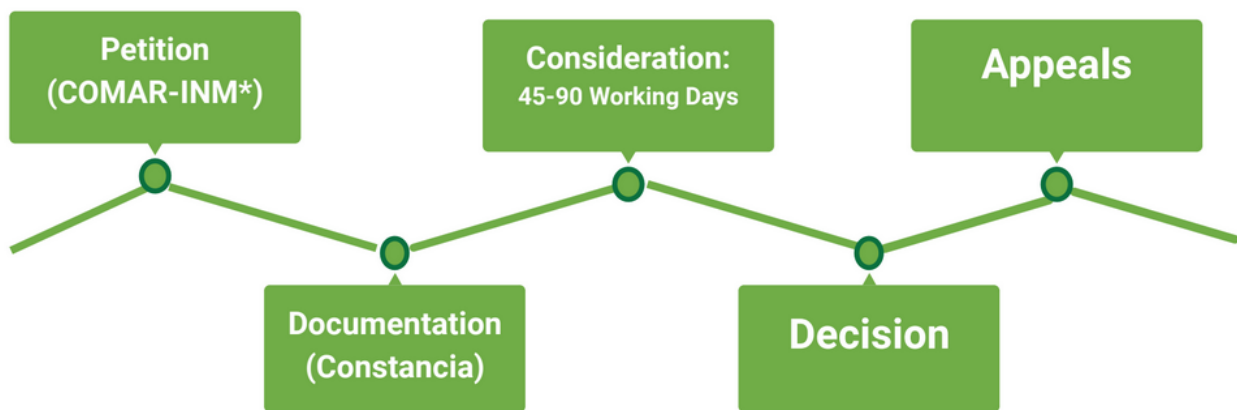 Petition
(COMAR-INM*)
Documentation
(Constancia)
Consideration:
45-90 Working Days
Decision
Appeals